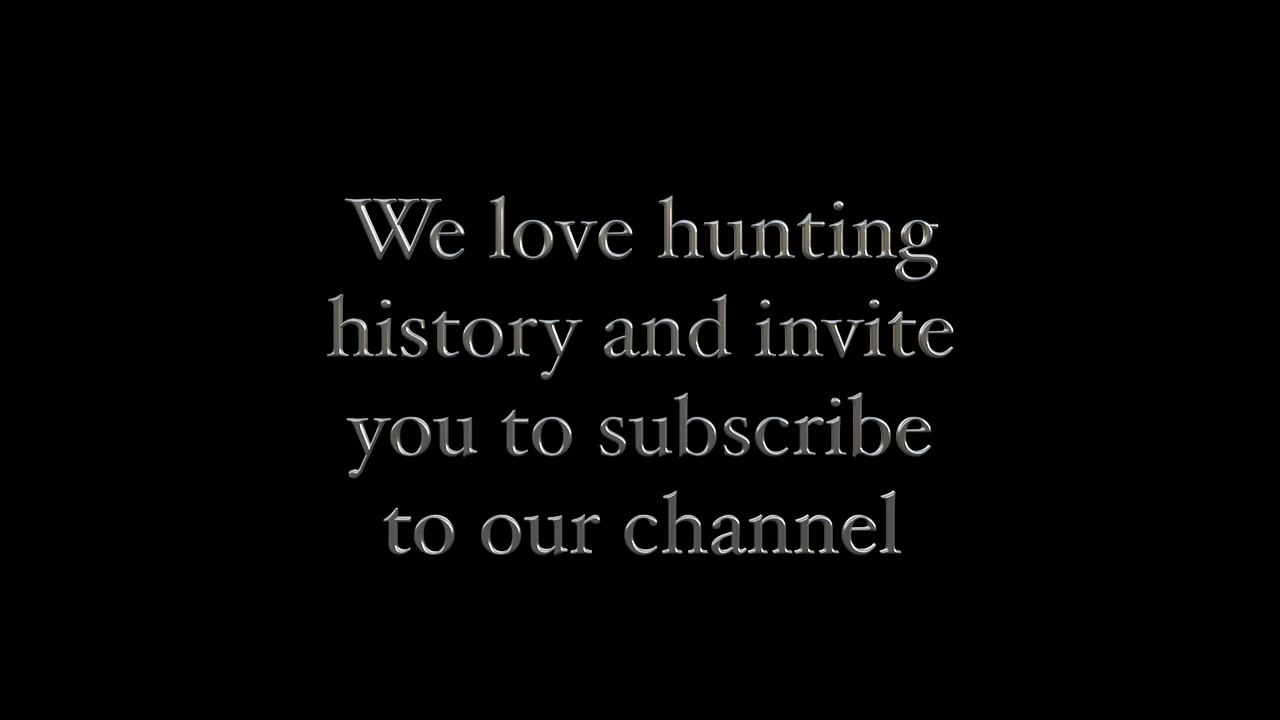 We love hunting
history and invite
you to subscribe
to our channel